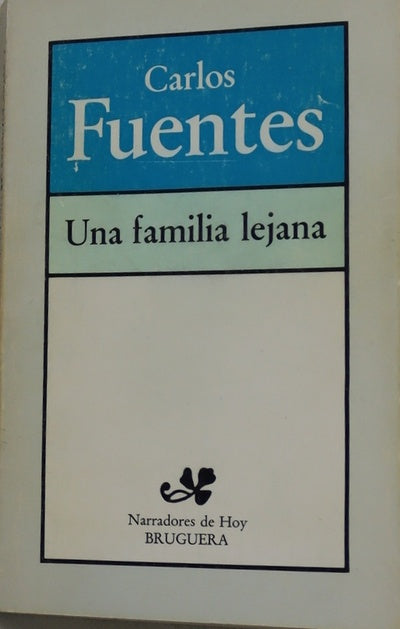 Carlos
Fuentes
Una familia lejana
Narradores de Hoy
BRUGUERA